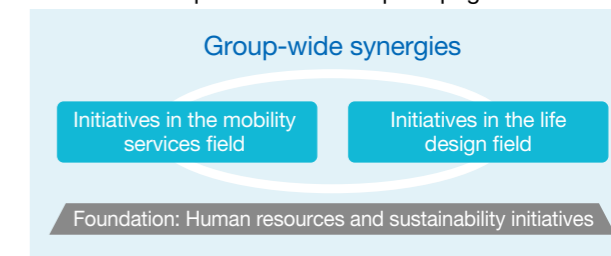 Group-wide synergies
Initiatives in the mobility
services field
Initiatives in the life
design field
Foundation: Human resources and sustainability initiatives